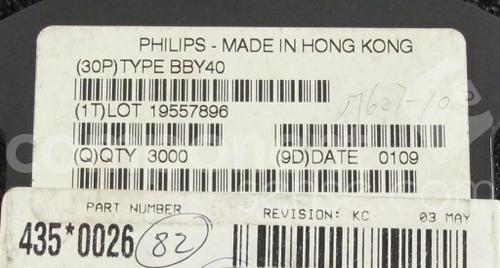 PHILIPS - MADE IN HONG KONG
(30P)TYPE BBY40
(1T)LOT 19557896
(Q)QTY 3000 (9D)DATE 0109
PART NUMBER REVISION: KC 03 MAY
435*0026 82